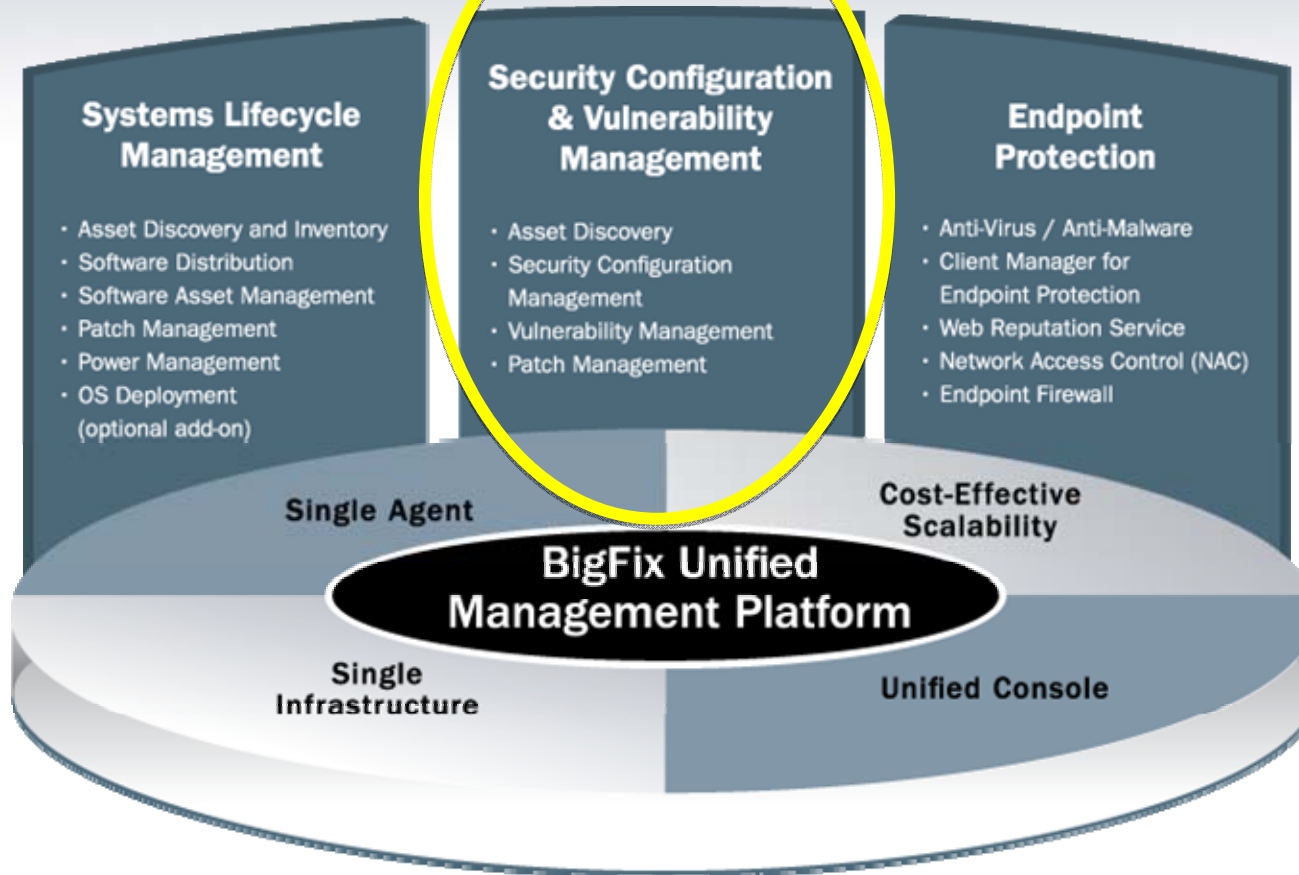 Systems Lifecycle
Management
· Asset Discovery and Inventory
· Software Distribution
· Software Asset Management
· Patch Management
· Power Management
· OS Deployment
(optional add-on)
Security Configuration
& Vulnerability
Management
· Asset Discovery
· Security Configuration
Management
· Vulnerability Management
· Patch Management
Endpoint
Protection
· Anti-Virus / Anti-Malware
· Client Manager for
Endpoint Protection
· Web Reputation Service
· Network Access Control (NAC)
· Endpoint Firewall
Single Agent
Cost-Effective
Scalability
BigFix Unified
Management Platform
Single
Infrastructure
Unified Console